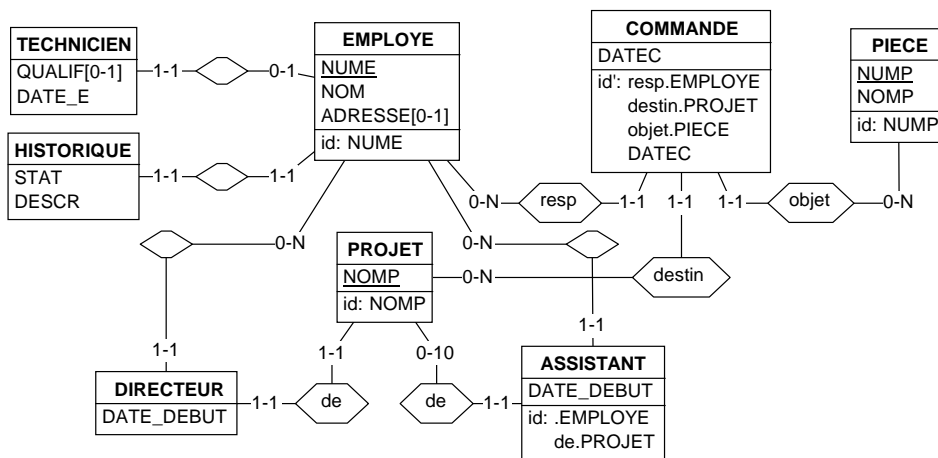 TECHNICIEN
QUALIF[0-1]
DATE_E
1-1
0-1
EMPLOYE
NUME
NOM
ADRESSE[0-1]
id: NUME
COMMANDE
DATEC
id': resp.EMPLOYE
destin.PROJET
objet.PIECE
DATEC
PIECE
NUMP
NOMP
id: NUMP
HISTORIQUE
STAT
DESCR
1-1
1-1
0-N
resp
1-1
1-1
1-1
objet
0-N
0-N
0-N
PROJET
NOMP
id: NOMP
0-N
destin
1-1
1-1
0-10
1-1
DIRECTEUR
DATE_DEBUT
1-1
de
de
1-1
ASSISTANT
DATE_DEBUT
id: .EMPLOYE
de.PROJET